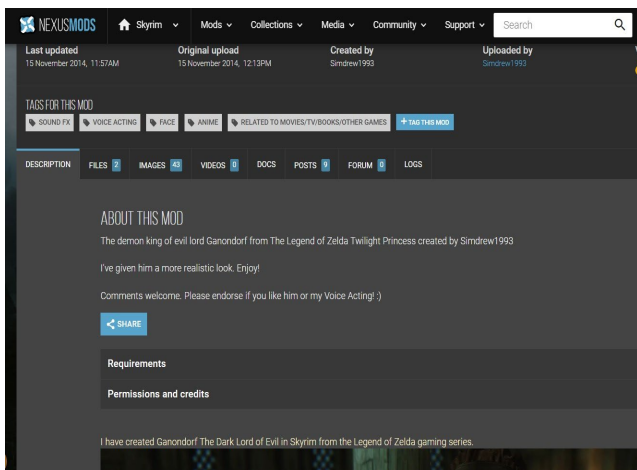 NEXUSMODS Skyrim Mods Collections Media Community Support Search
Last updated Original upload Created by Uploaded by
15 November 2014, 11:57AM 15 November 2014, 12:13PM Simdrew1993 Simdrew1993
TAGS FOR THIS MOD
SOUND FX VOICE ACTING FACE ANIME RELATED TO MOVIES/TV/BOOKS/OTHER GAMES + TAG THIS MOD
DESCRIPTION FILES 2 IMAGES 43 VIDEOS 0 DOCS POSTS 9 FORUM 0 LOGS
ABOUT THIS MOD
The demon king of evil lord Ganondorf from The Legend of Zelda Twilight Princess created by Simdrew1993
I've given him a more realistic look. Enjoy!
Comments welcome. Please endorse if you like him or my Voice Acting! :)
SHARE
Requirements
Permissions and credits
I have created Ganondorf The Dark Lord of Evil in Skyrim from the Legend of Zelda gaming series.